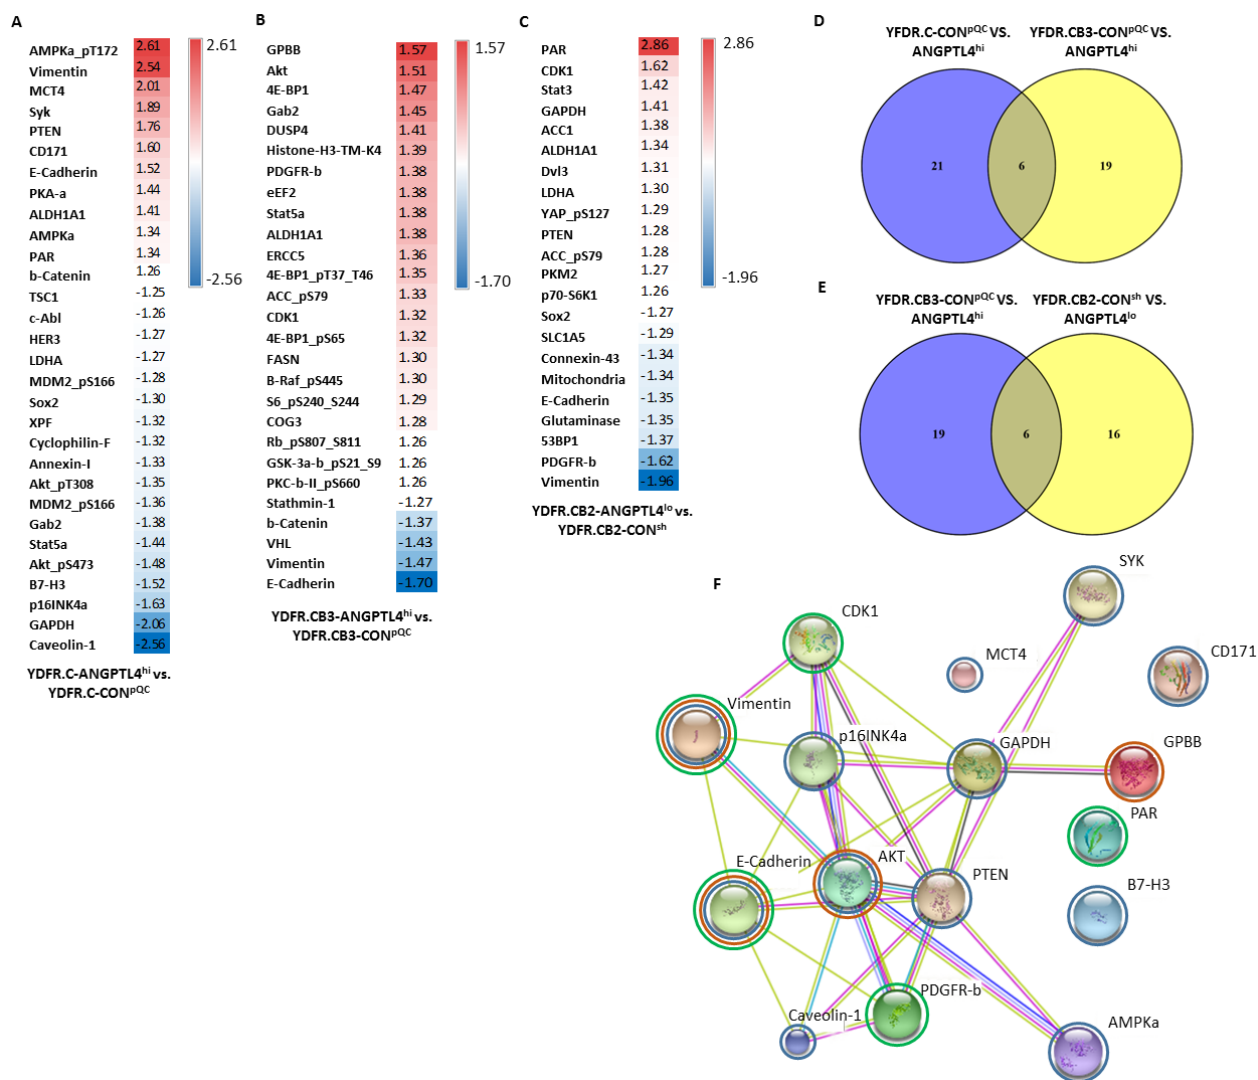 A
AMPKa_pT172 2.61
Vimentin 2.54
MCT4 2.01
Syk 1.89
PTEN 1.76
CD171 1.60
E-Cadherin 1.52
PKA-a 1.44
ALDH1A1 1.41
AMPKa 1.34
PAR 1.34
b-Catenin 1.26
TSC1 -1.25
c-Abl -1.26
HER3 -1.27
LDHA -1.27
MDM2_pS166 -1.28
Sox2 -1.30
XPF -1.32
Cyclophilin-F -1.32
Annexin-I -1.33
Akt_pT308 -1.35
MDM2_pS166 -1.36
Gab2 -1.38
Stat5a -1.44
Akt_pS473 -1.48
B7-H3 -1.52
p16INK4a -1.63
GAPDH -2.06
Caveolin-1 -2.56
2.61
-2.56
YDFR.C-ANGPTL4hi vs.
YDFR.C-CONpQC
B
GPBB 1.57
Akt 1.51
4E-BP1 1.47
Gab2 1.45
DUSP4 1.41
Histone-H3-TM-K4 1.39
PDGFR-b 1.38
eEF2 1.38
Stat5a 1.38
ALDH1A1 1.38
ERCC5 1.36
4E-BP1_pT37_T46 1.35
ACC_pS79 1.33
CDK1 1.32
4E-BP1_pS65 1.32
FASN 1.30
B-Raf_pS445 1.30
S6_pS240_S244 1.29
COG3 1.28
Rb_pS807_S811 1.26
GSK-3a-b_pS21_S9 1.26
PKC-b-II_pS660 1.26
Stathmin-1 -1.27
b-Catenin -1.37
VHL -1.43
Vimentin -1.47
E-Cadherin -1.70
1.57
-1.70
YDFR.CB3-ANGPTL4hi vs.
YDFR.CB3-CONpQC
C
PAR 2.86
CDK1 1.62
Stat3 1.42
GAPDH 1.41
ACC1 1.38
ALDH1A1 1.34
Dvl3 1.31
LDHA 1.30
YAP_pS127 1.29
PTEN 1.28
ACC_pS79 1.28
PKM2 1.27
p70-S6K1 1.26
Sox2 -1.27
SLC1A5 -1.29
Connexin-43 -1.34
Mitochondria -1.34
E-Cadherin -1.35
Glutaminase -1.35
53BP1 -1.37
PDGFR-b -1.62
Vimentin -1.96
2.86
-1.96
YDFR.CB2-ANGPTL4lo vs.
YDFR.CB2-CONsh
D
YFDR.C-CONpQC VS.
ANGPTL4hi
YFDR.CB3-CONpQC VS.
ANGPTL4hi
21 6 19
E
YFDR.CB3-CONpQC VS.
ANGPTL4hi
YFDR.CB2-CONsh VS.
ANGPTL4lo
19 6 16
F
SYK
CDK1
MCT4
CD171
Vimentin
p16INK4a
GAPDH
GPBB
PAR
E-Cadherin
AKT
PTEN
B7-H3
PDGFR-b
Caveolin-1
AMPKa